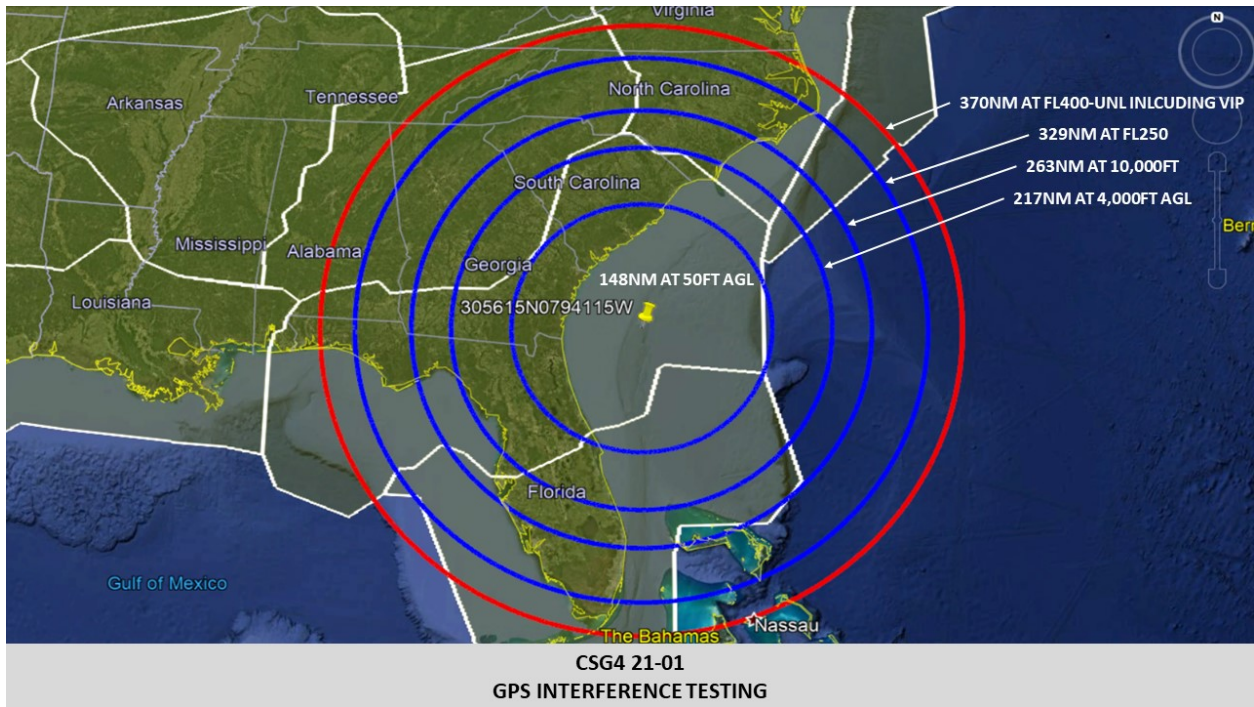 Virginia
N
Arkansas
Tennessee
North Carolina
370NM AT FL400-UNL INLCUDING VIP
329NM AT FL250
263NM AT 10,000FT
South Carolina
217NM AT 4,000FT AGL
Mississippi
Alabama
Georgia
148NM AT 50FT AGL
Louisiana
305615N0794115W
Florida
Gulf of Mexico
Nassau
The Bahamas
CSG4 21-01
GPS INTERFERENCE TESTING